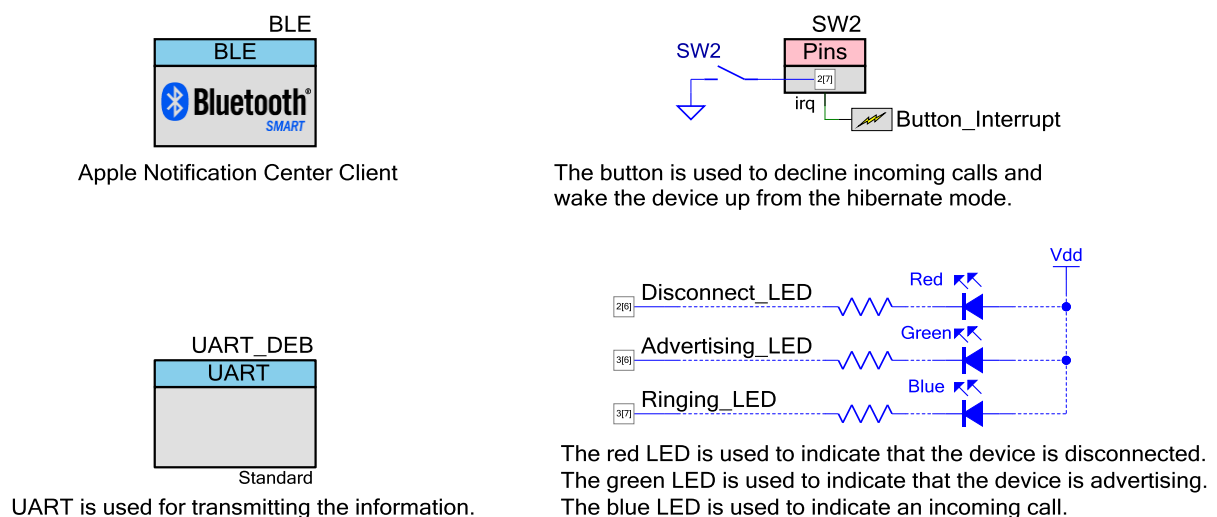 BLE
BLE
Bluetooth®
SMART
Apple Notification Center Client
SW2
SW2
Pins
2[7]
irq
Button_Interrupt
The button is used to decline incoming calls and
wake the device up from the hibernate mode.
UART_DEB
UART
Standard
UART is used for transmitting the information.
Vdd
Red
2[6] Disconnect_LED
Green
3[6] Advertising_LED
Blue
3[7] Ringing_LED
The red LED is used to indicate that the device is disconnected.
The green LED is used to indicate that the device is advertising.
The blue LED is used to indicate an incoming call.